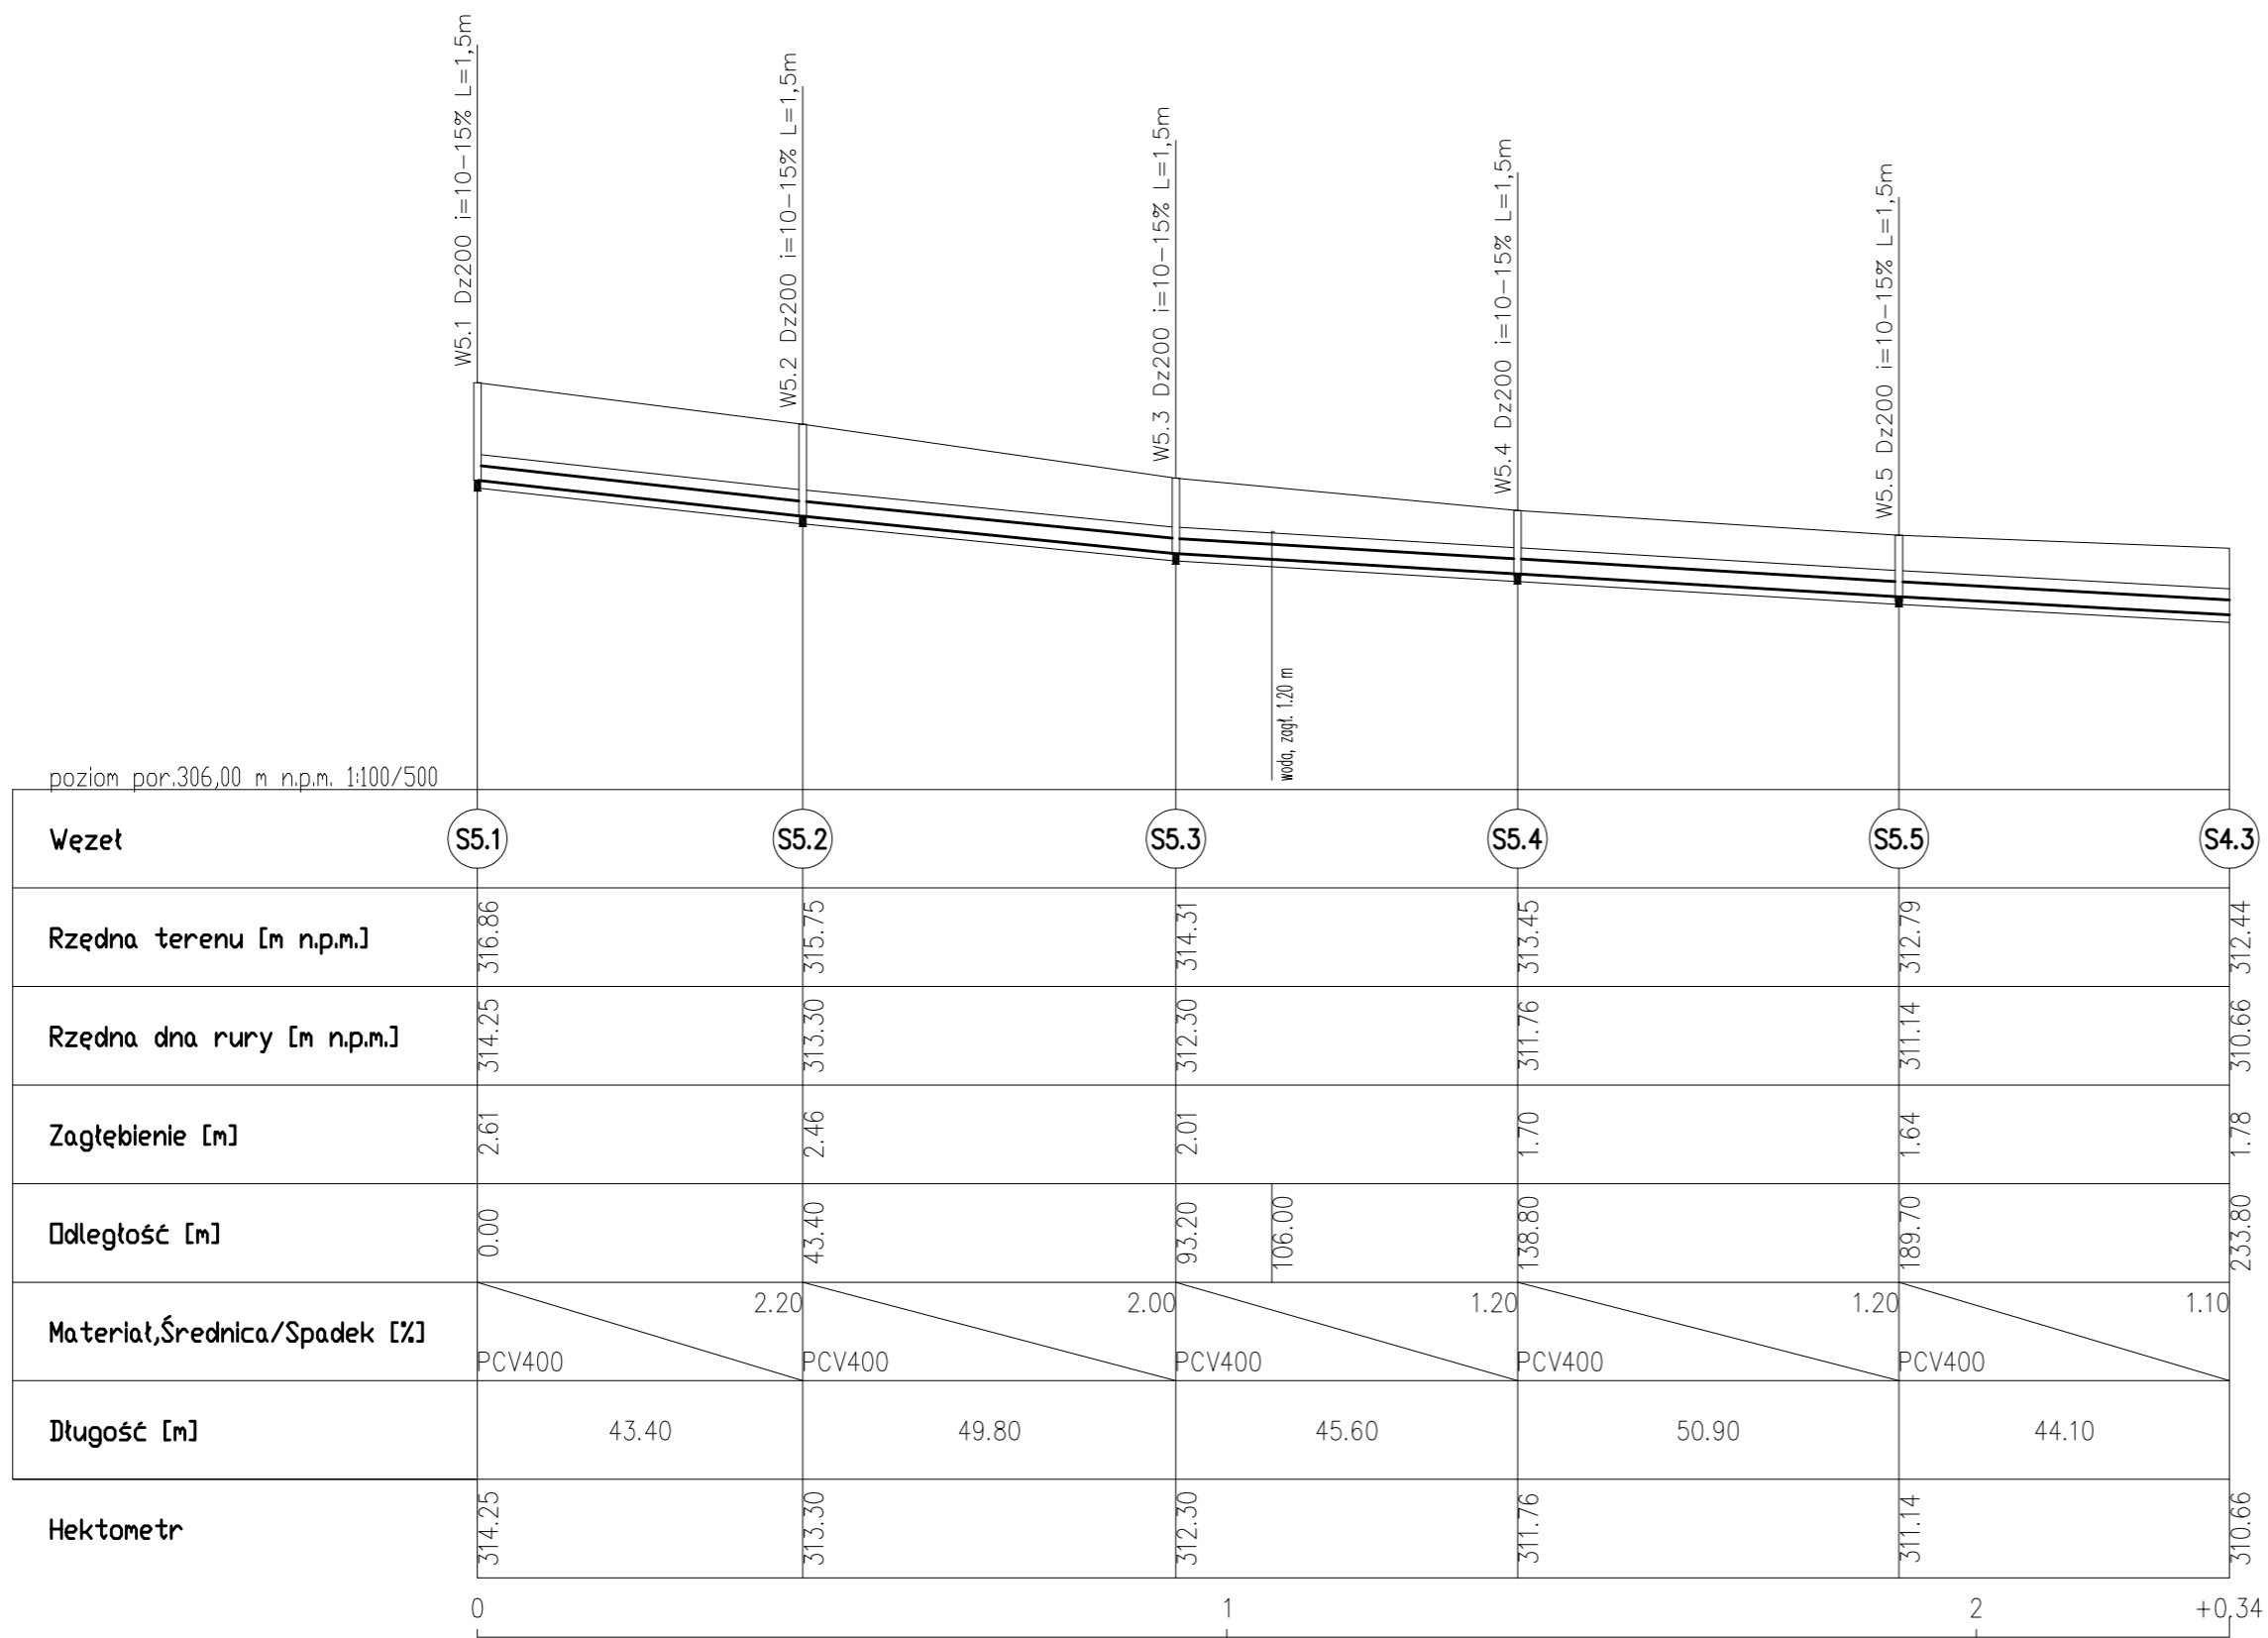 W5.1 Dz200 i=10-15% L=1,5m
W5.2 Dz200 i=10-15% L=1,5m
W5.3 Dz200 i=10-15% L=1,5m
W5.4 Dz200 i=10-15% L=1,5m
W5.5 Dz200 i=10-15% L=1,5m
woda, zagł. 1.20 m
poziom por.306,00 m n.p.m. 1:100/500
Węzeł S5.1 S5.2 S5.3 S5.4 S5.5 S4.3
Rzędna terenu [m n.p.m.] 316.86 315.75 314.31 313.45 312.79 312.44
Rzędna dna rury [m n.p.m.] 314.25 313.30 312.30 311.76 311.14 310.66
Zagłębienie [m] 2.61 2.46 2.01 1.70 1.64 1.78
Odległość [m] 0.00 43.40 93.20 106.00 138.80 189.70 233.80
2.20 2.00 1.20 1.20 1.10
Materiał,Średnica/Spadek [%]
PCV400 PCV400 PCV400 PCV400 PCV400
Długość [m] 43.40 49.80 45.60 50.90 44.10
Hektometr 314.25 313.30 312.30 311.76 311.14 310.66
0 1 2 +0.34